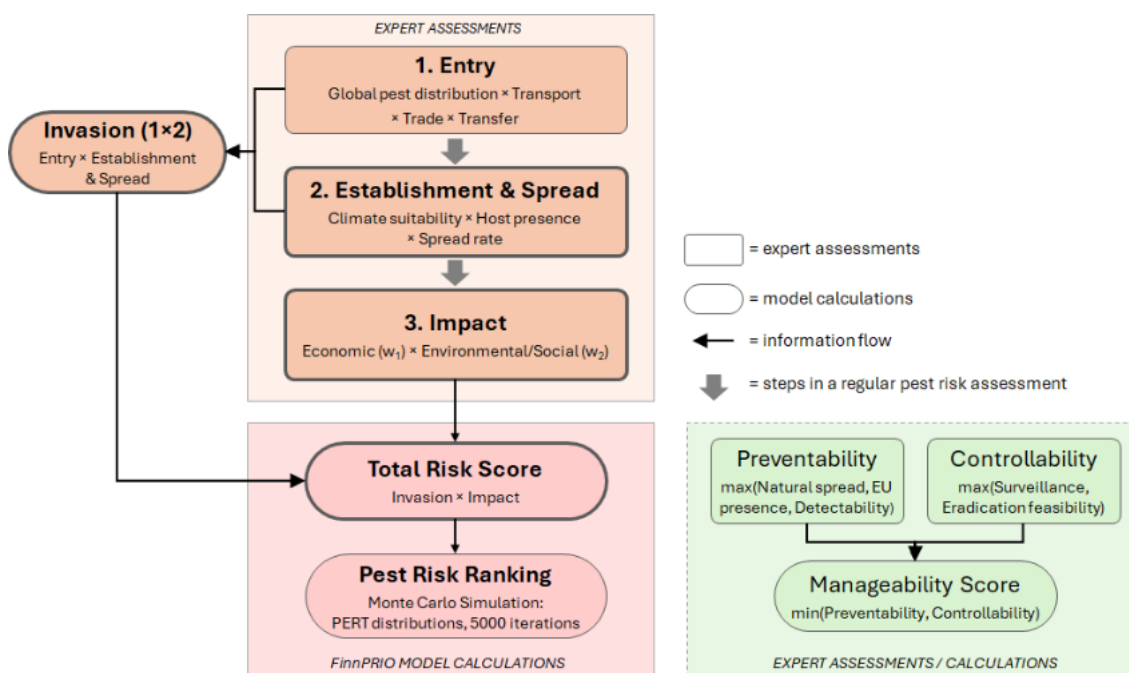 EXPERT ASSESSMENTS
1. Entry
Global pest distribution × Transport
× Trade × Transfer
Invasion (1×2)
Entry × Establishment
& Spread
2. Establishment & Spread
Climate suitability × Host presence
× Spread rate
3. Impact
Economic (w₁) × Environmental/Social (w₂)
= expert assessments
= model calculations
= information flow
= steps in a regular pest risk assessment
Total Risk Score
Invasion × Impact
Pest Risk Ranking
Monte Carlo Simulation:
PERT distributions, 5000 iterations
FinnPRIO MODEL CALCULATIONS
Preventability
max(Natural spread, EU
presence, Detectability)
Controllability
max(Surveillance,
Eradication feasibility)
Manageability Score
min(Preventability, Controllability)
EXPERT ASSESSMENTS / CALCULATIONS